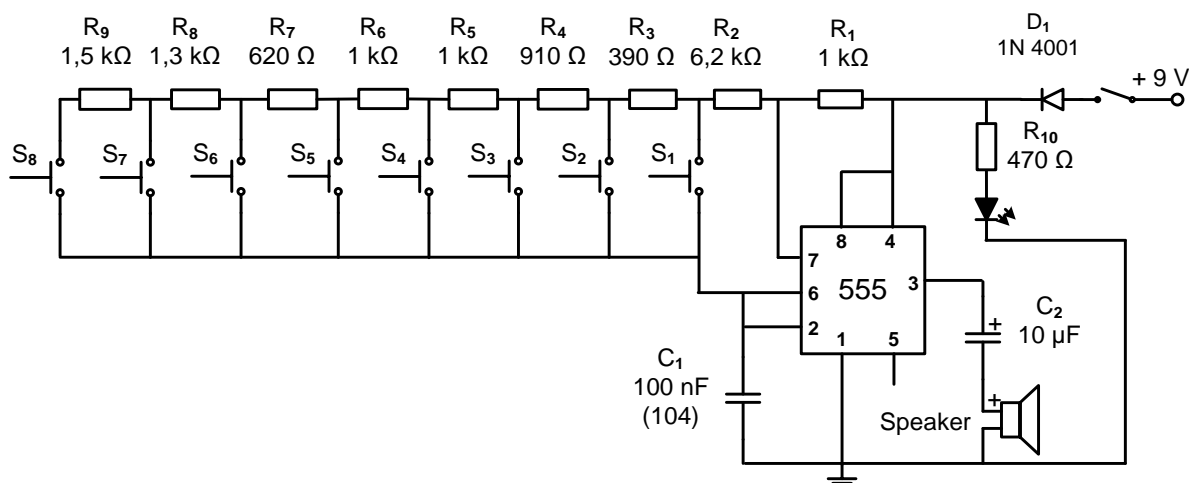 R9
1,5 kΩ
R8
1,3 kΩ
R7
620 Ω
R6
1 kΩ
R5
1 kΩ
R4
910 Ω
R3
390 Ω
R2
6,2 kΩ
R1
1 kΩ
D1
1N 4001
+ 9 V
R10
470 Ω
S8
S7
S6
S5
S4
S3
S2
S1
8
4
7
6
555
3
2
1
5
C1
100 nF
(104)
C2
+
10 µF
Speaker
+